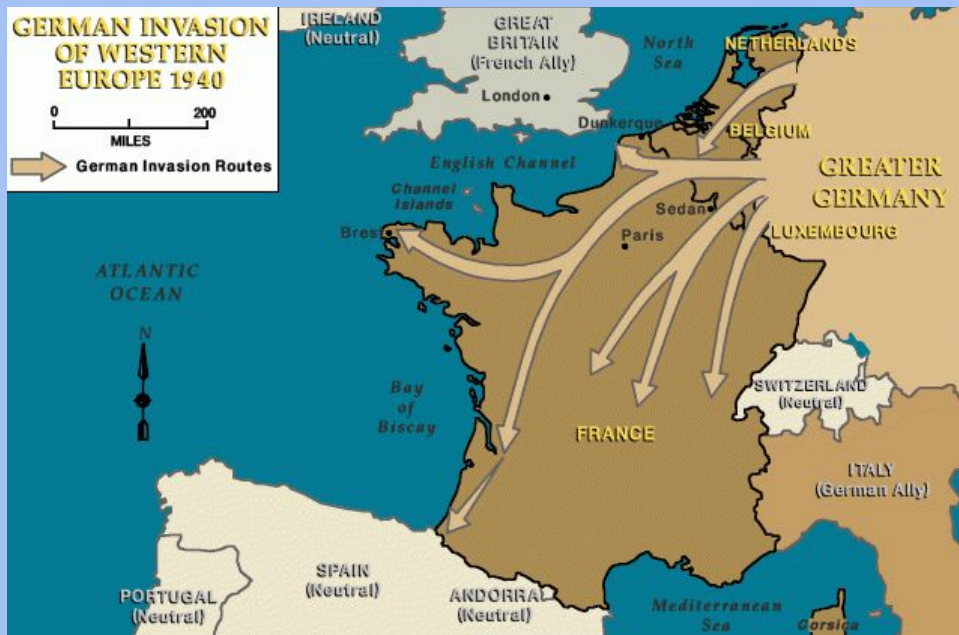 GERMAN INVASION
OF WESTERN
EUROPE 1940
0 200
MILES
German Invasion Routes
IRELAND
(Neutral)
GREAT
BRITAIN
(French Ally)
London
North
Sea
NETHERLANDS
Dunkerque
BELGIUM
English Channel
GREATER
GERMANY
Channel
Islands
Sedan
Brest
Paris
LUXEMBOURG
ATLANTIC
OCEAN
N
Bay
of
Biscay
SWITZERLAND
(Neutral)
FRANCE
ITALY
(German Ally)
SPAIN
(Neutral)
PORTUGAL
(Neutral)
ANDORRA
(Neutral)
Mediterranean
Sea
Corsica